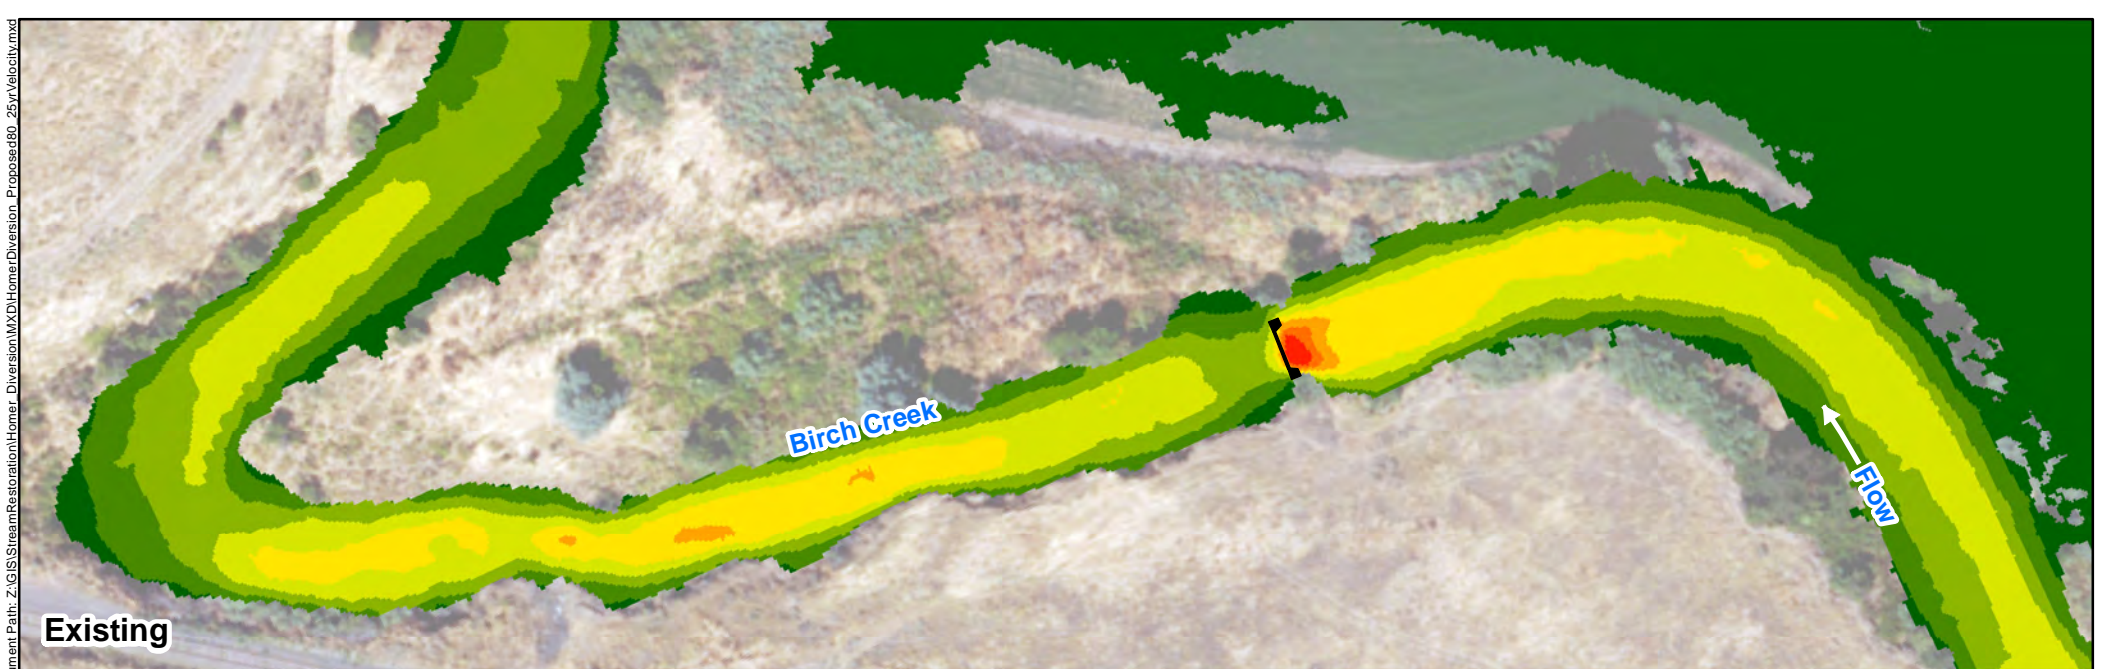 ment Path: Z:\GIS\StreamRestoration\Homer_Diversion\MXD\HomerDiversion_Proposed80_25yrVelocity.mxd
Birch Creek
Flow
Existing